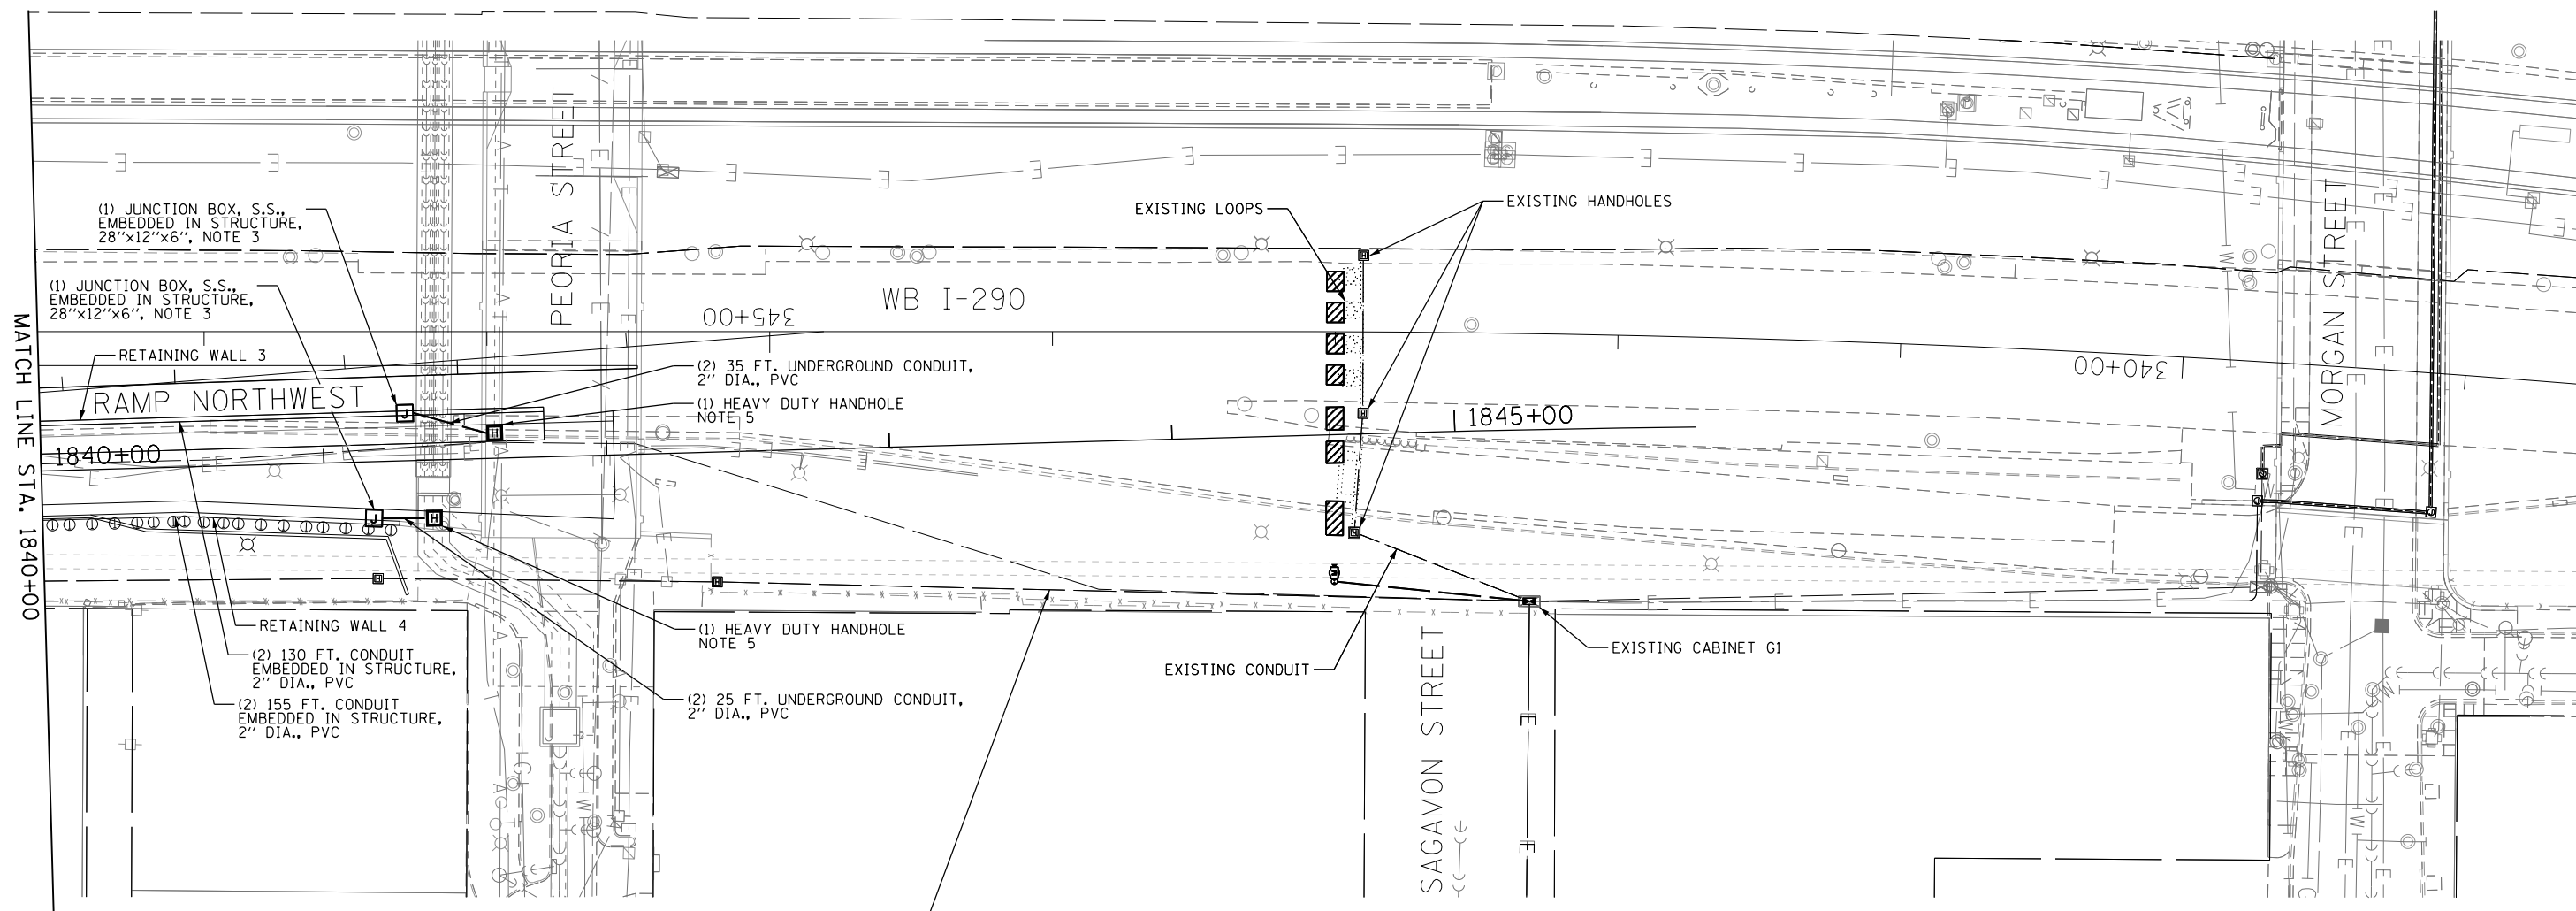 (1) JUNCTION BOX, S.S.,
EMBEDDED IN STRUCTURE,
28"x12"x6", NOTE 3
(1) JUNCTION BOX, S.S.,
EMBEDDED IN STRUCTURE,
28"x12"x6", NOTE 3
RETAINING WALL 3
RAMP NORTHWEST
1840+00
MATCH LINE STA. 1840+00
PEORIA STREET
WB I-290
345+00
EXISTING LOOPS
EXISTING HANDHOLES
(2) 35 FT. UNDERGROUND CONDUIT,
2" DIA., PVC
(1) HEAVY DUTY HANDHOLE
NOTE 5
1845+00
340+00
MORGAN STREET
J
H
J
H
RETAINING WALL 4
(2) 130 FT. CONDUIT
EMBEDDED IN STRUCTURE,
2" DIA., PVC
(2) 155 FT. CONDUIT
EMBEDDED IN STRUCTURE,
2" DIA., PVC
(1) HEAVY DUTY HANDHOLE
NOTE 5
(2) 25 FT. UNDERGROUND CONDUIT,
2" DIA., PVC
EXISTING CONDUIT
EXISTING CABINET G1
SAGAMON STREET